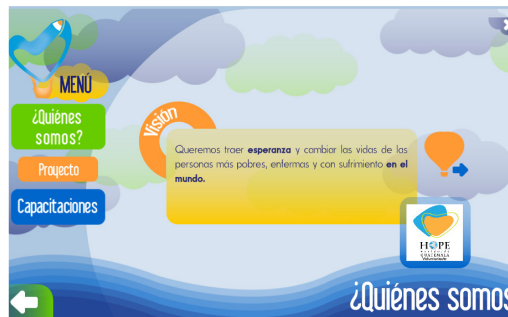 MENÚ
¿Quiénes
somos?
Proyecto
Capacitaciones
Visión
Queremos traer esperanza y cambiar las vidas de las
personas más pobres, enfermas y con sufrimiento en el
mundo.
HOPE
GUATEMALA
¿Quiénes somos